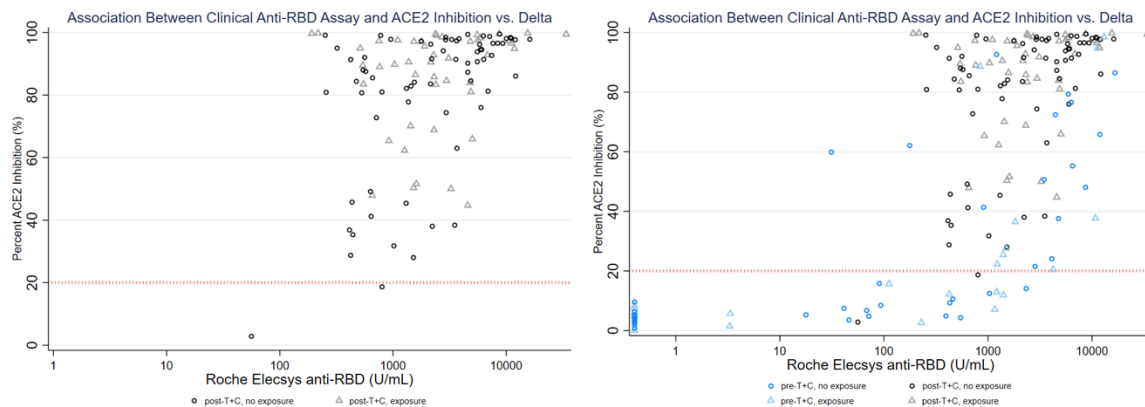 Association Between Clinical Anti-RBD Assay and ACE2 Inhibition vs. Delta
Percent ACE2 Inhibition (%)
100
80
60
40
20
0
1
10
100
1000
10000
Roche Elecsys anti-RBD (U/mL)
post-T+C, no exposure
post-T+C, exposure
Association Between Clinical Anti-RBD Assay and ACE2 Inhibition vs. Delta
Percent ACE2 Inhibition (%)
100
80
60
40
20
0
1
10
100
1000
10000
Roche Elecsys anti-RBD (U/mL)
pre-T+C, no exposure
post-T+C, no exposure
pre-T+C, exposure
post-T+C, exposure